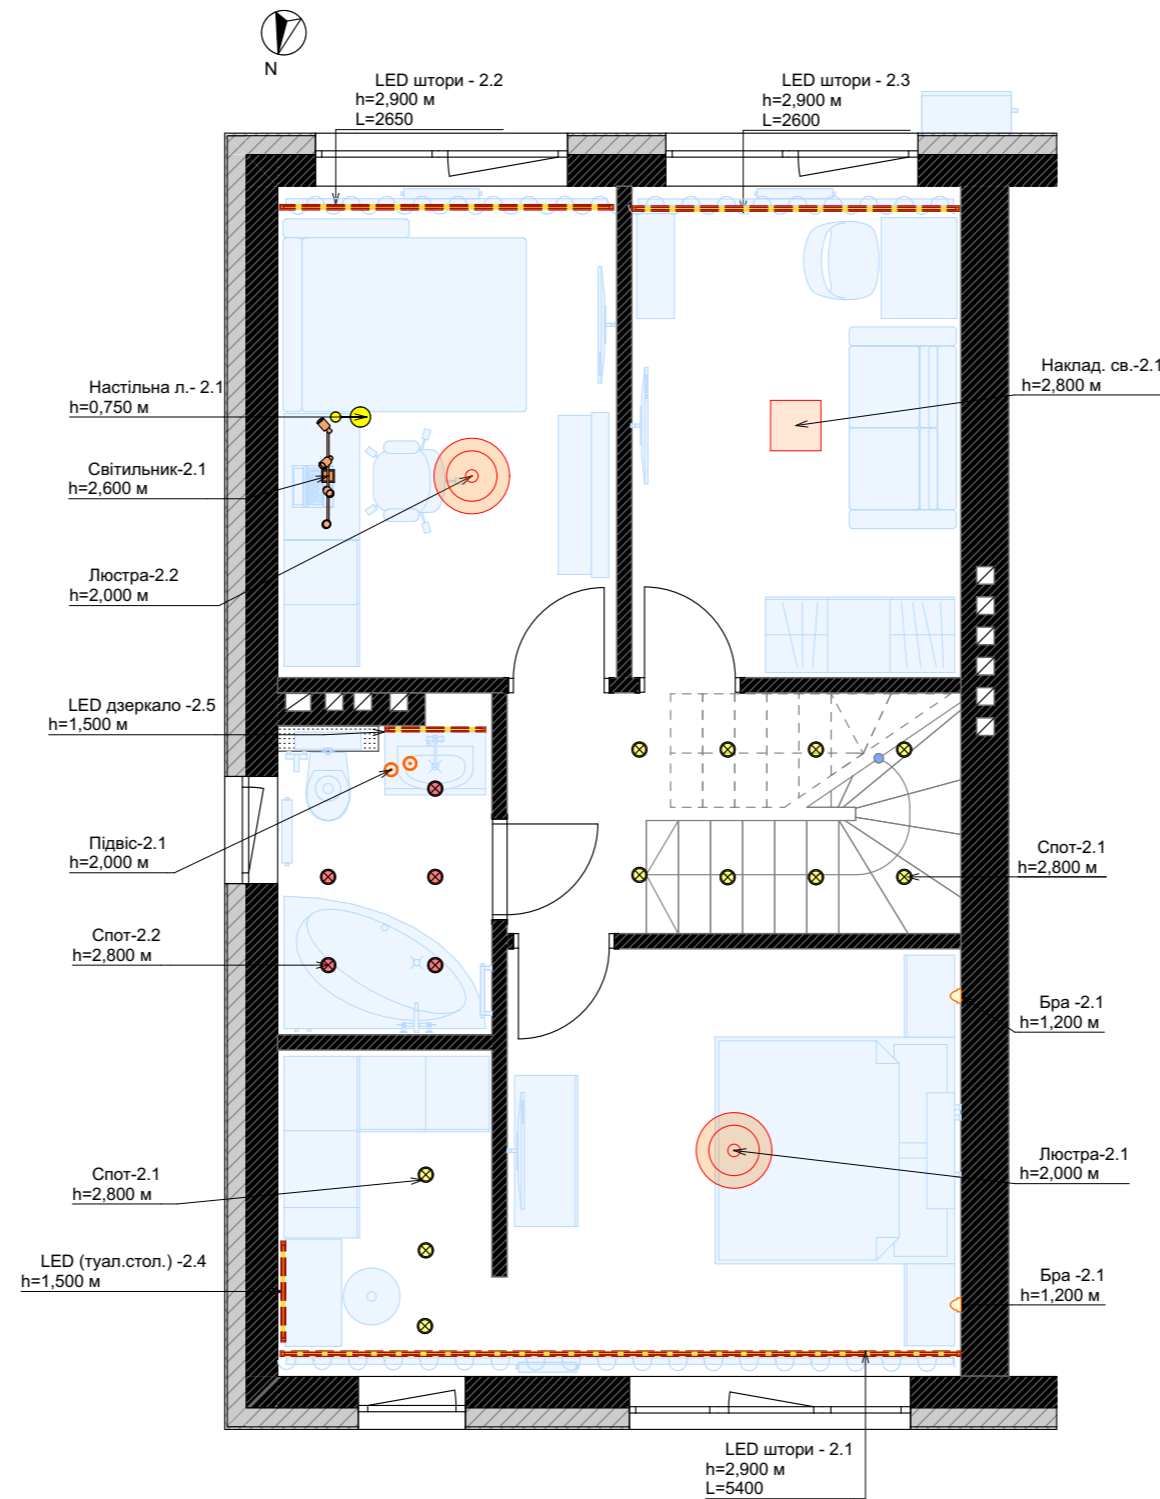 N
LED штори - 2.2
h=2,900 м
L=2650
LED штори - 2.3
h=2,900 м
L=2600
Настільна л.- 2.1
h=0,750 м
Наклад. св.-2.1
h=2,800 м
Світильник-2.1
h=2,600 м
Люстра-2.2
h=2,000 м
LED дзеркало -2.5
h=1,500 м
Підвіс-2.1
h=2,000 м
Спот-2.1
h=2,800 м
Спот-2.2
h=2,800 м
Бра -2.1
h=1,200 м
Спот-2.1
h=2,800 м
Люстра-2.1
h=2,000 м
LED (туал.стол.) -2.4
h=1,500 м
Бра -2.1
h=1,200 м
LED штори - 2.1
h=2,900 м
L=5400